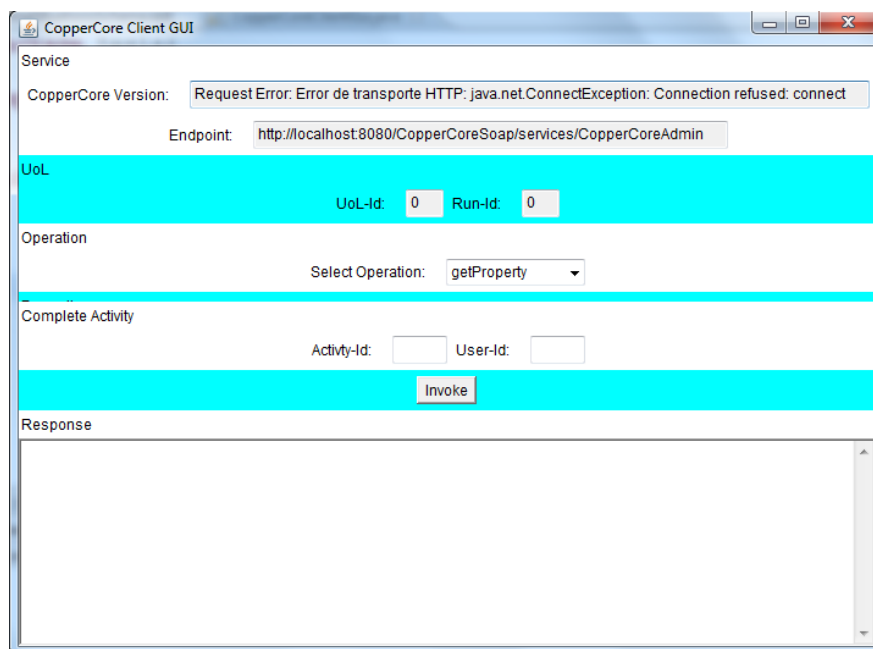 CopperCore Client GUI
Service
CopperCore Version: Request Error: Error de transporte HTTP: java.net.ConnectException: Connection refused: connect
Endpoint: http://localhost:8080/CopperCoreSoap/services/CopperCoreAdmin
UoL
UoL-Id: 0 Run-Id: 0
Operation
Select Operation: getProperty
Complete Activity
Activty-Id: User-Id:
Invoke
Response